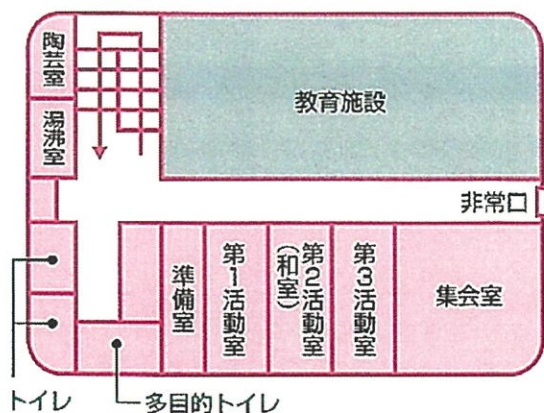 陶芸室
湯沸室
教育施設
非常口
準備室
第1活動室
第2活動室
(和室)
第3活動室
集会室
トイレ
多目的トイレ